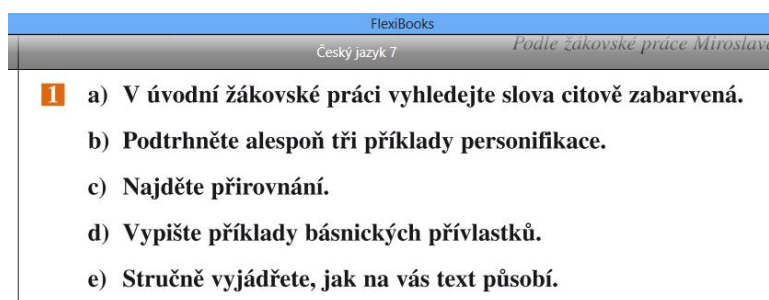 FlexiBooks
Český jazyk 7
Podle žákovské práce Miroslava
1 a) V úvodní žákovské práci vyhledejte slova citově zabarvená.
b) Podtrhněte alespoň tři příklady personifikace.
c) Najděte přirovnání.
d) Vypište příklady básnických přívlastků.
e) Stručně vyjádřete, jak na vás text působí.